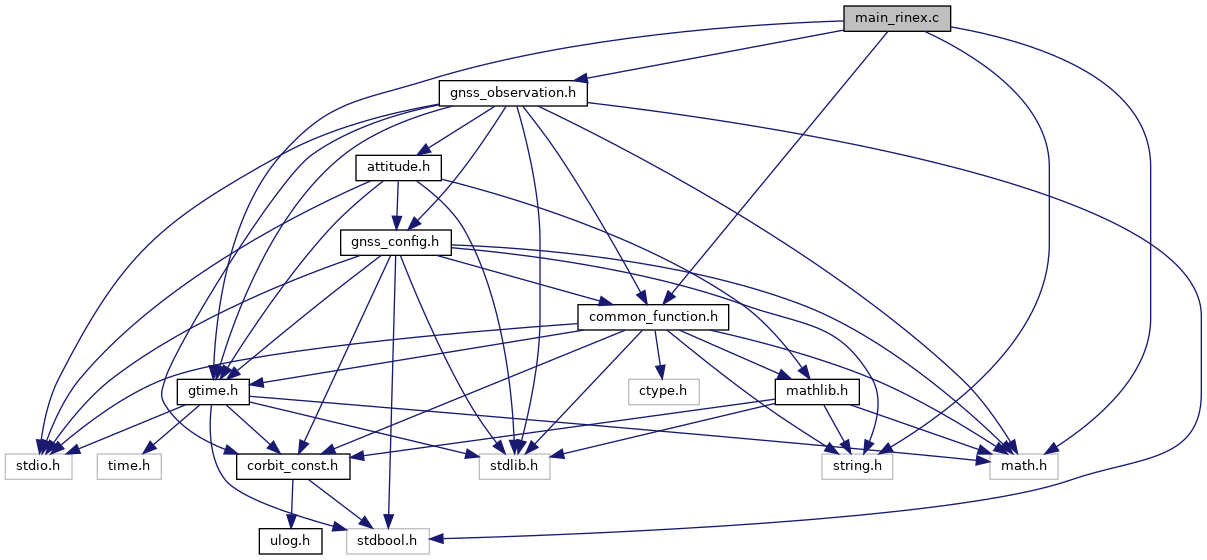 main_rinex.c
gnss_observation.h
attitude.h
gnss_config.h
common_function.h
gtime.h
ctype.h
mathlib.h
stdio.h
time.h
corbit_const.h
stdlib.h
string.h
math.h
ulog.h
stdbool.h